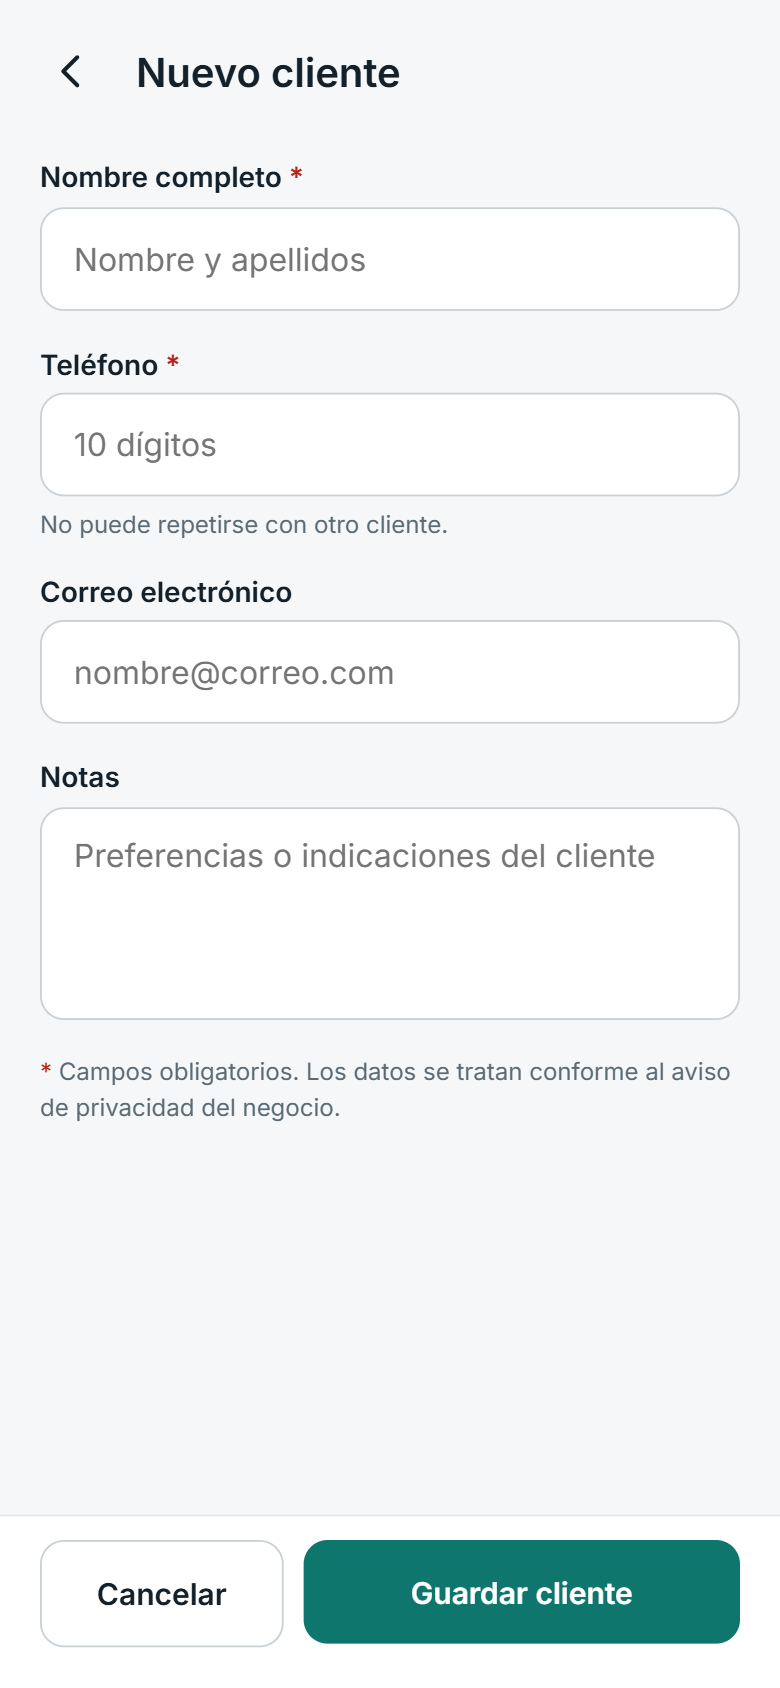 Nuevo cliente
Nombre completo *
Nombre y apellidos
Teléfono *
10 dígitos
No puede repetirse con otro cliente.
Correo electrónico
nombre@correo.com
Notas
Preferencias o indicaciones del cliente
* Campos obligatorios. Los datos se tratan conforme al aviso
de privacidad del negocio.
Cancelar
Guardar cliente